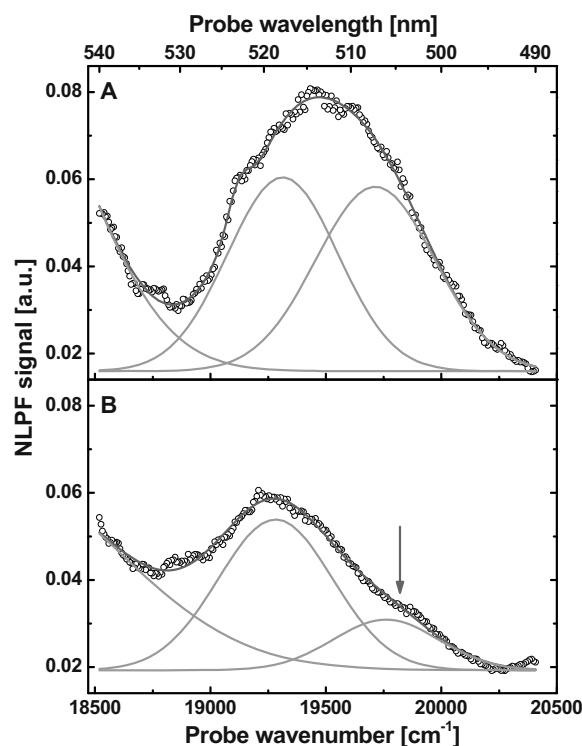 Probe wavelength [nm]
540 530 520 510 500 490
A
0.08
0.06
0.04
0.02
NLPF signal [a.u.]
B
0.08
0.06
0.04
0.02
18500 19000 19500 20000 20500
Probe wavenumber [cm⁻¹]